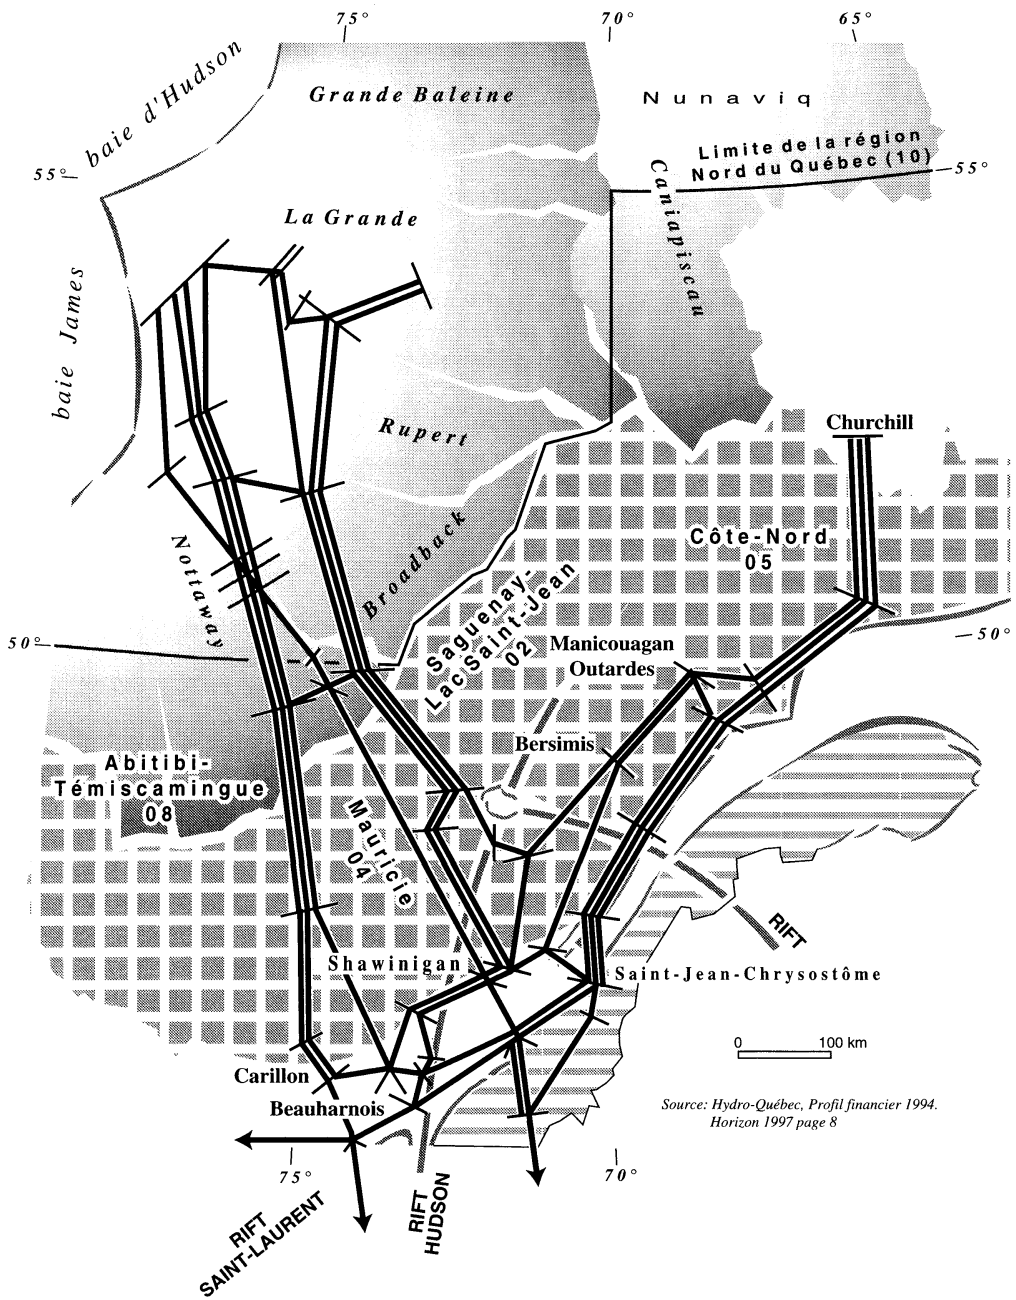 75°
70°
65°
baie d'Hudson
Grande Baleine
Nunaviq
Limite de la région
Nord du Québec (10)
55°
55°
Caniapiscau
La Grande
baie James
Rupert
Churchill
Côte-Nord
05
Nottaway
Broadback
Saguenay-
Lac Saint-Jean
02
50°
50°
Manicouagan
Outardes
Bersimis
Abitibi-
Témiscamingue
08
Mauricie
04
RIFT
Shawinigan
Saint-Jean-Chrysostôme
0 100 km
Carillon
Beauharnois
Source: Hydro-Québec, Profil financier 1994.
Horizon 1997 page 8
75°
70°
RIFT
SAINT-LAURENT
RIFT
HUDSON